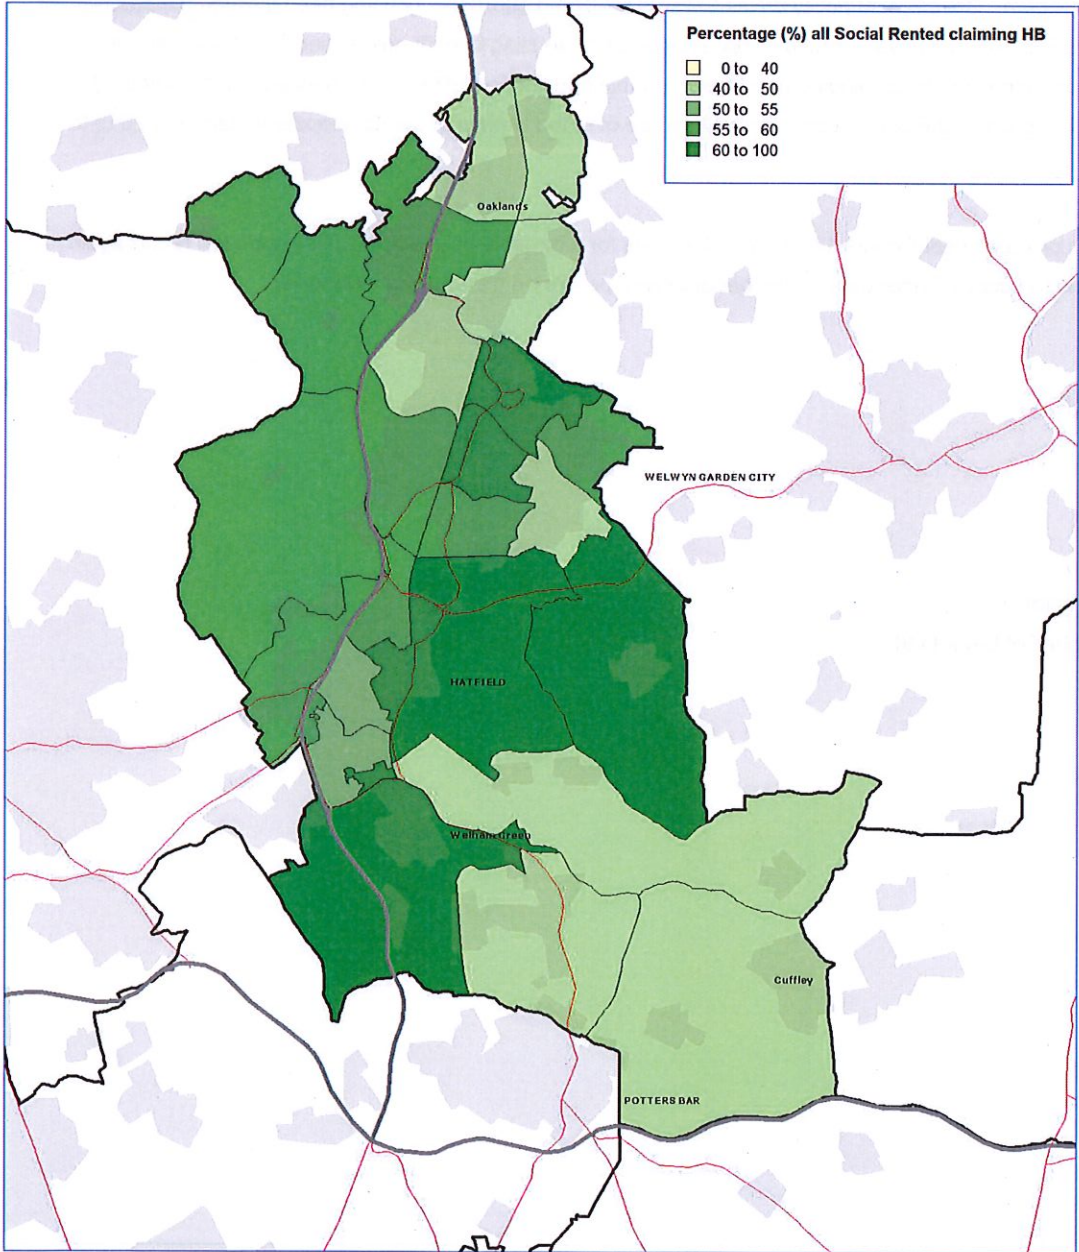 Percentage (%) all Social Rented claiming HB
0 to 40
40 to 50
50 to 55
55 to 60
60 to 100
Oaklands
WELWYN GARDEN CITY
HATFIELD
Welham Green
Cuffley
POTTERS BAR